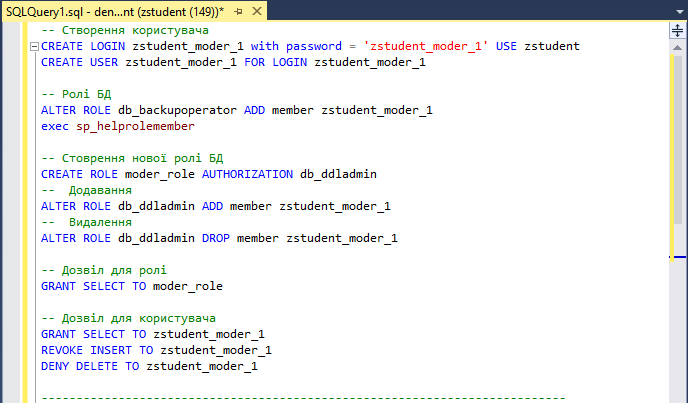 SQLQuery1.sql - den...nt (zstudent (149))*
-- Створення користувача
CREATE LOGIN zstudent_moder_1 with password = 'zstudent_moder_1' USE zstudent
CREATE USER zstudent_moder_1 FOR LOGIN zstudent_moder_1
-- Ролі БД
ALTER ROLE db_backupoperator ADD member zstudent_moder_1
exec sp_helprolemember
-- Стоврення нової ролі БД
CREATE ROLE moder_role AUTHORIZATION db_ddladmin
--  Додавання
ALTER ROLE db_ddladmin ADD member zstudent_moder_1
--  Видалення
ALTER ROLE db_ddladmin DROP member zstudent_moder_1
-- Дозвіл для ролі
GRANT SELECT TO moder_role
-- Дозвіл для користувача
GRANT SELECT TO zstudent_moder_1
REVOKE INSERT TO zstudent_moder_1
DENY DELETE TO zstudent_moder_1
---------------------------------------------------------------------------